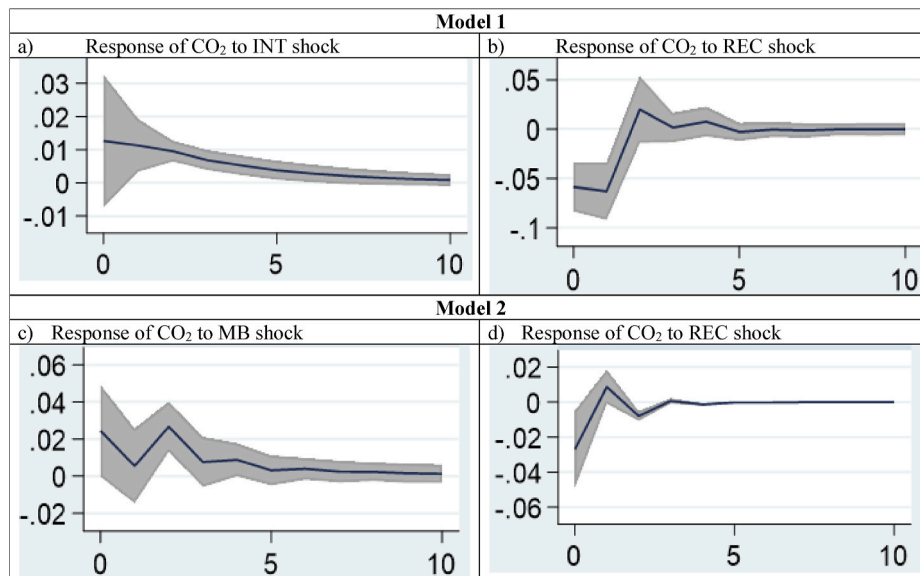 Model 1
a) Response of CO₂ to INT shock
b) Response of CO₂ to REC shock
.03
.02
.01
0
-.01
0 5 10
.05
0
-.05
-.1
0 5 10
Model 2
c) Response of CO₂ to MB shock
d) Response of CO₂ to REC shock
.06
.04
.02
0
-.02
0 5 10
.02
0
-.02
-.04
-.06
0 5 10